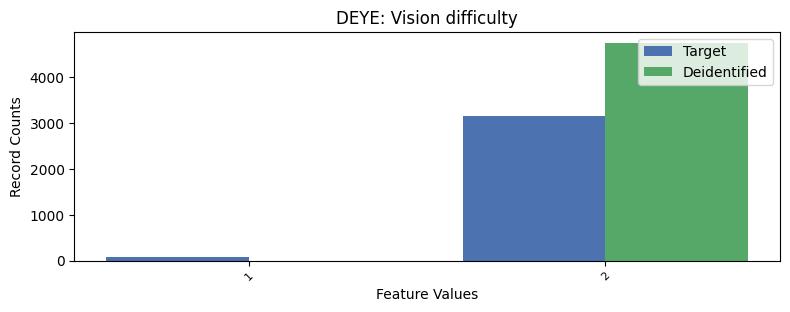 DEYE: Vision difficulty
Target
Deidentified
Record Counts
4000
3000
2000
1000
0
1
2
Feature Values